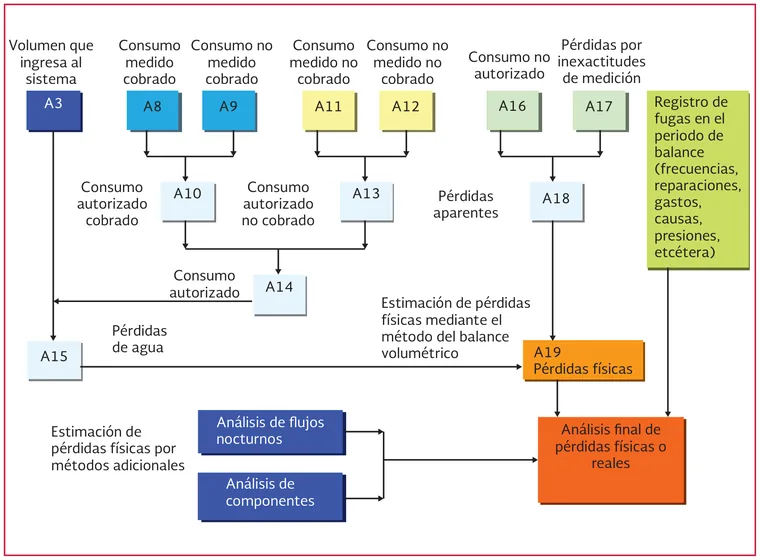 Volumen que
ingresa al
sistema
Consumo
medido
cobrado
Consumo no
medido
cobrado
Consumo
medido no
cobrado
Consumo no
medido no
cobrado
Consumo no
autorizado
Pérdidas por
inexactitudes
de medición
A3
A8
A9
A11
A12
A16
A17
Registro de
fugas en el
periodo de
balance
(frecuencias,
reparaciones,
gastos,
causas,
presiones,
etcétera)
Consumo
autorizado
cobrado
A10
Consumo
autorizado
no cobrado
A13
Pérdidas
aparentes
A18
Consumo
autorizado
A14
A15
Pérdidas
de agua
Estimación de pérdidas
físicas mediante el
método del balance
volumétrico
A19
Pérdidas físicas
Estimación de
pérdidas físicas por
métodos adicionales
Análisis de flujos
nocturnos
Análisis de
componentes
Análisis final de
pérdidas físicas o
reales